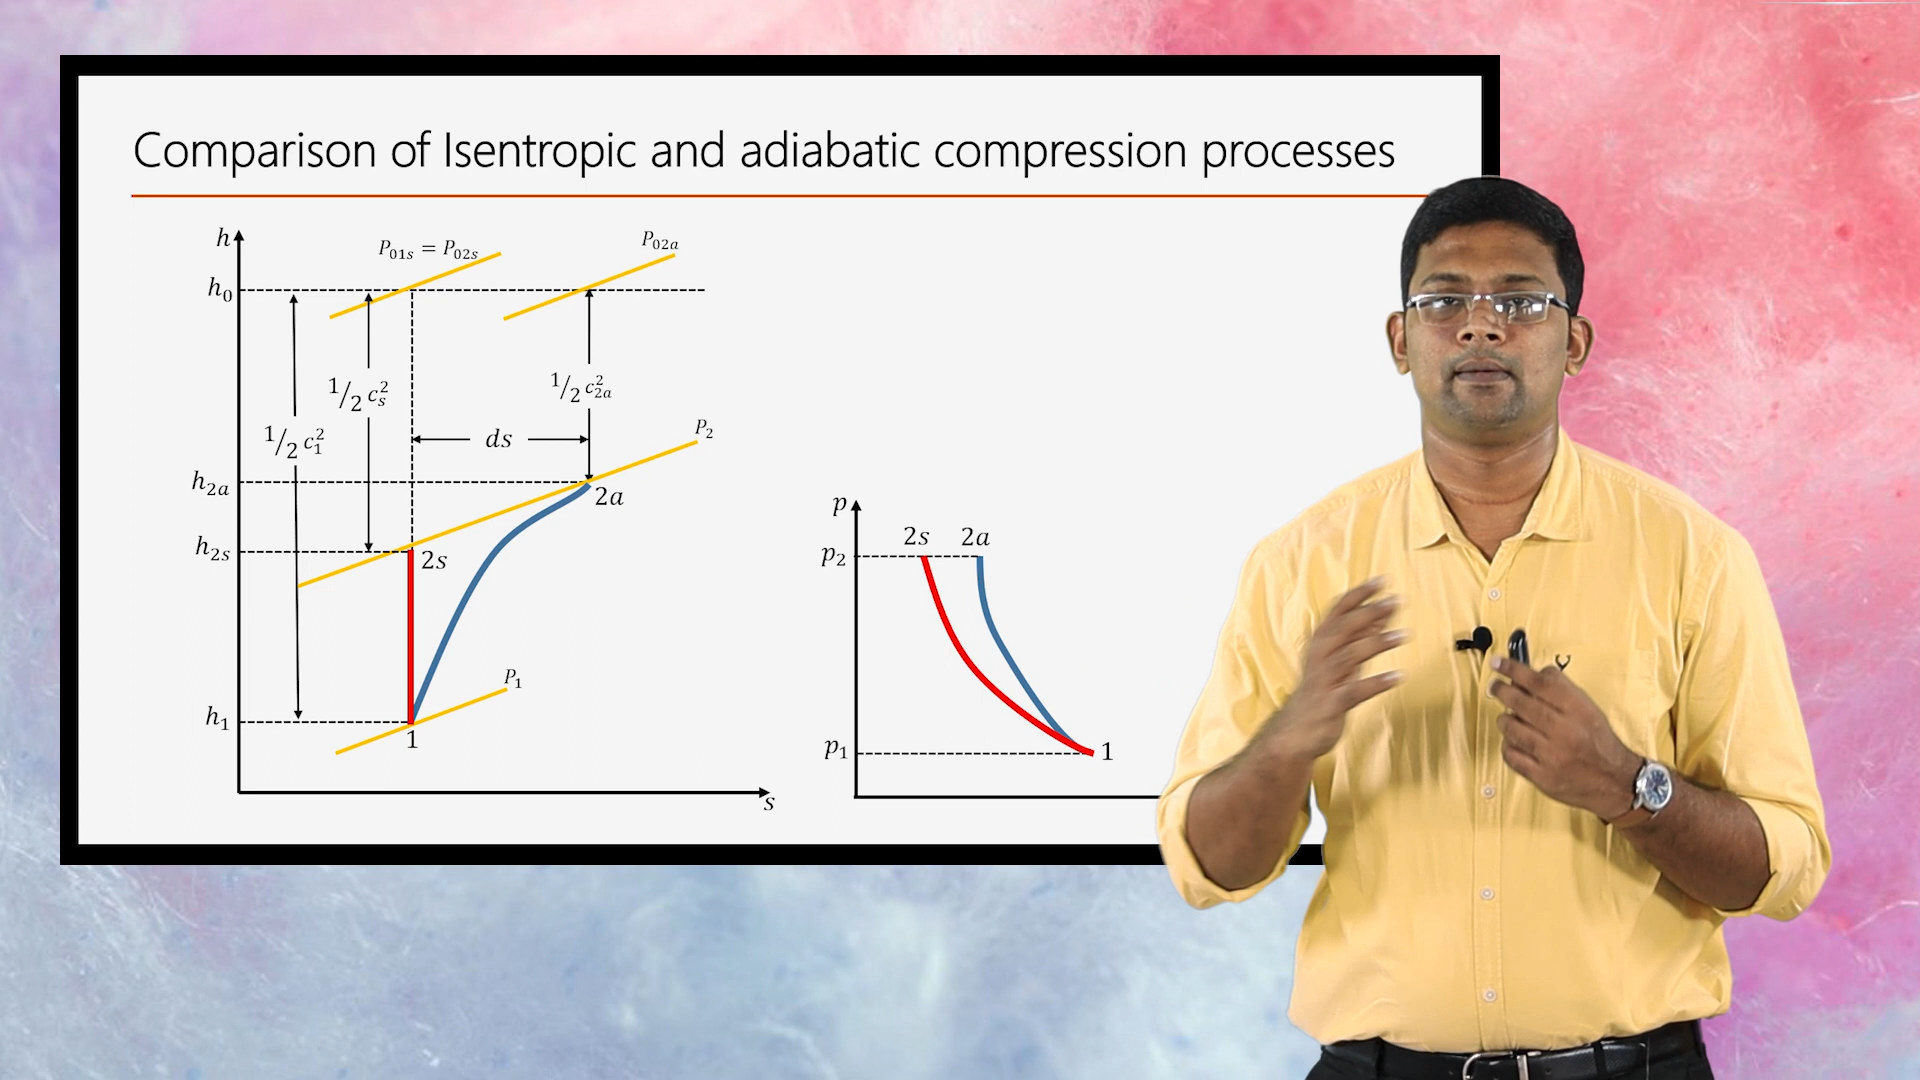 Comparison of Isentropic and adiabatic compression processes
h
P₀₁ₛ = P₀₂ₛ
P₀₂ₐ
h₀
1/2 cₛ²
1/2 c₂ₐ²
1/2 c₁²
ds
P₂
h₂ₐ
2a
h₂ₛ
2s
P₁
h₁
1
s
p
2s 2a
p₂
p₁
1